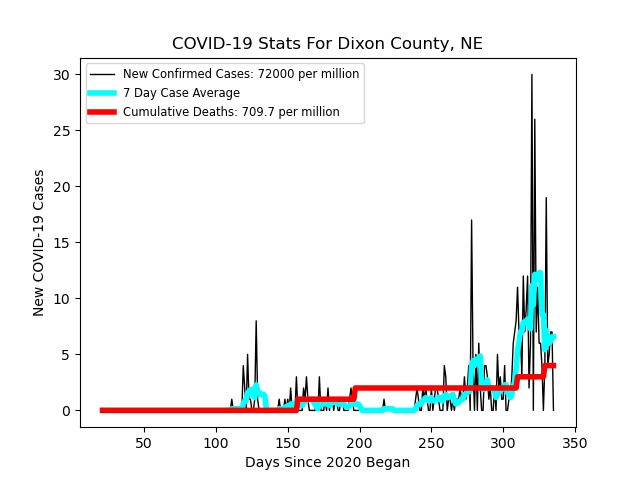 COVID-19 Stats For Dixon County, NE
New Confirmed Cases: 72000 per million
7 Day Case Average
Cumulative Deaths: 709.7 per million
New COVID-19 Cases
30
25
20
15
10
5
0
50 100 150 200 250 300 350
Days Since 2020 Began